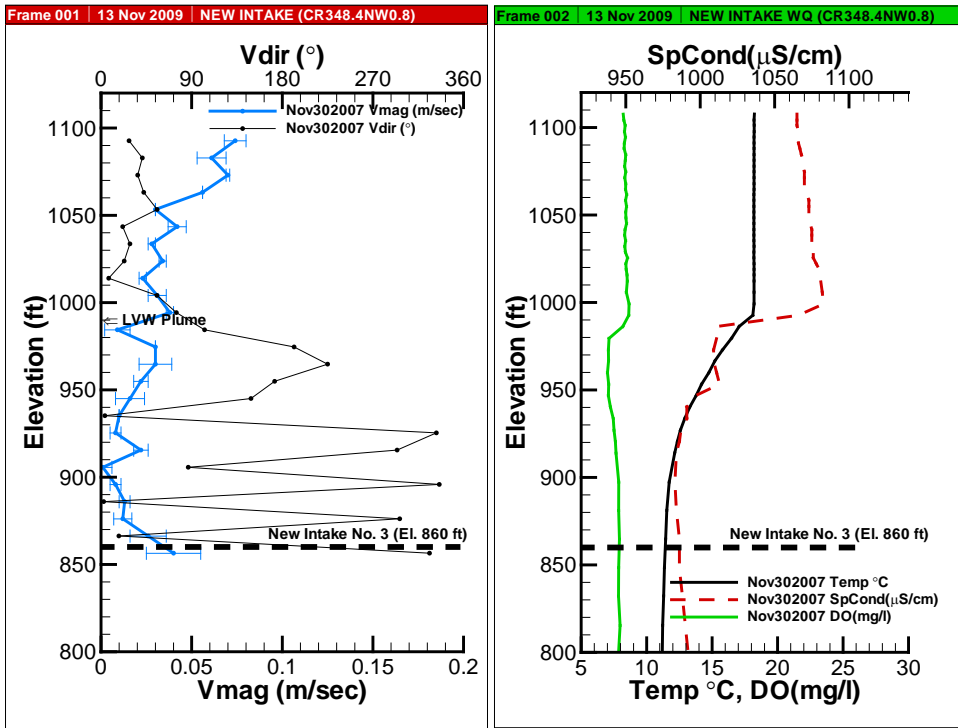 Frame 001 | 13 Nov 2009 | NEW INTAKE (CR348.4NW0.8)
Vdir (°)
0 90 180 270 360
Nov302007 Vmag (m/sec)
Nov302007 Vdir (°)
1100
1050
1000
950
900
850
800
Elevation (ft)
LVW Plume
New Intake No. 3 (El. 860 ft)
0 0.05 0.1 0.15 0.2
Vmag (m/sec)
Frame 002 | 13 Nov 2009 | NEW INTAKE WQ (CR348.4NW0.8)
SpCond(μS/cm)
950 1000 1050 1100
1100
1050
1000
950
900
850
800
Elevation (ft)
New Intake No. 3 (El. 860 ft)
Nov302007 Temp °C
Nov302007 SpCond(μS/cm)
Nov302007 DO(mg/l)
5 10 15 20 25 30
Temp °C, DO(mg/l)